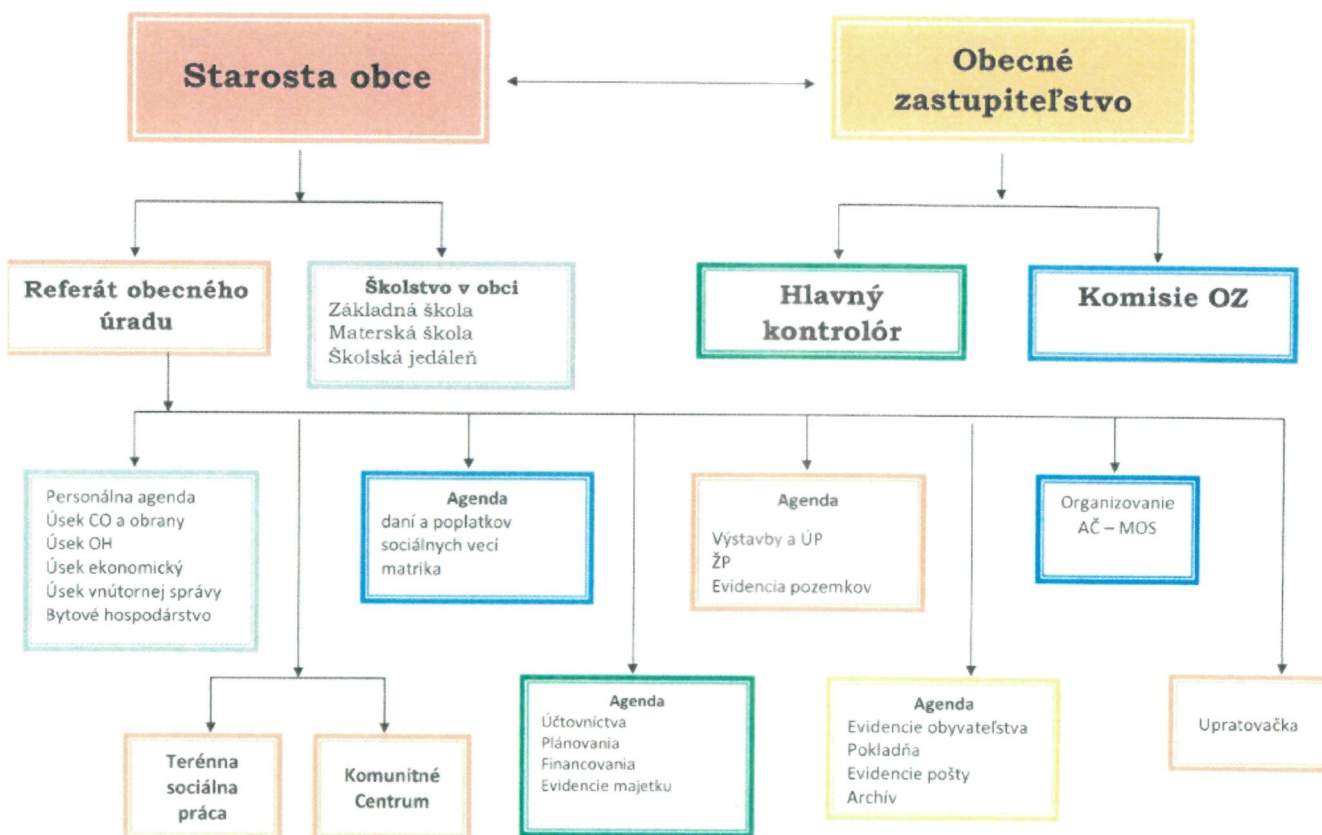 Starosta obce
Obecné
zastupiteľstvo
Referát obecného
úradu
Školstvo v obci
Základná škola
Materská škola
Školská jedáleň
Hlavný
kontrolór
Komisie OZ
Personálna agenda
Úsek CO a obrany
Úsek OH
Úsek ekonomický
Úsek vnútornej správy
Bytové hospodárstvo
Agenda
daní a poplatkov
sociálnych vecí
matrika
Agenda
Výstavby a ÚP
ŽP
Evidencia pozemkov
Organizovanie
AČ – MOS
Terénna
sociálna
práca
Komunitné
Centrum
Agenda
Účtovníctva
Plánovania
Financovania
Evidencie majetku
Agenda
Evidencie obyvateľstva
Pokladňa
Evidencie pošty
Archív
Upratovačka